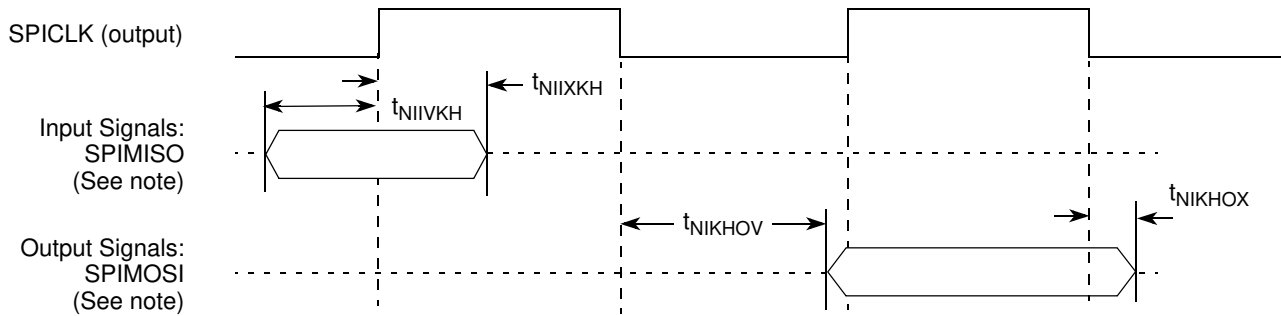 SPICLK (output)
tNIIXKH
tNIIVKH
Input Signals:
SPIMISO
(See note)
tNIKHOX
tNIKHOV
Output Signals:
SPIMOSI
(See note)